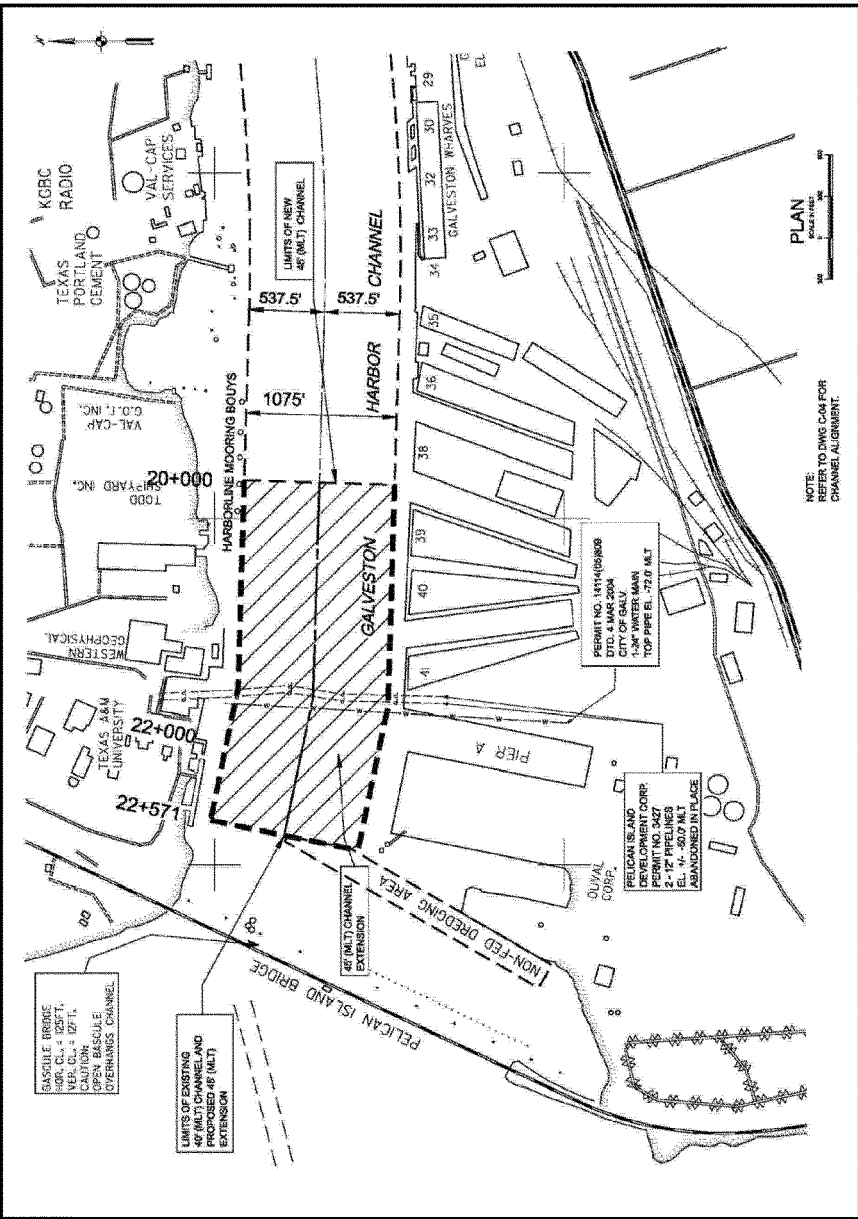 N
KGBC
RADIO
TEXAS
PORTLAND
CEMENT
VAL-CAP
SERVICES
VAL-CAP
G.O.F., INC.
TODD
SHIPYARD INC.
WESTERN
GEOPHYSICAL
TEXAS A&M
UNIVERSITY
HARBORLINE MOORING BOUYS
LIMITS OF NEW
45' (MLT) CHANNEL
537.5'
537.5'
1075'
20+000
22+000
22+571
GALVESTON
HARBOR
CHANNEL
BASCULE BRIDGE
HOR. CL. = 125FT.
VER. CL. = 12FT.
CAUTION:
OPEN BASCULE
OVERHANGS CHANNEL
LIMITS OF EXISTING
40' (MLT) CHANNEL AND
PROPOSED 45' (MLT)
EXTENSION
45' (MLT) CHANNEL
EXTENSION
PELICAN ISLAND BRIDGE
NON-FED DREDGING AREA
DUVAL
CORP.
PIER A
41
40
39
38
36
35
34
33
32
30
29
GALVESTON WHARVES
EL
PERMIT NO. 14114(05)809
DTD. 4 MAR 2004
CITY OF GALV.
1-24" WATER MAIN
TOP PIPE EL. -72.0' MLT
PELICAN ISLAND
DEVELOPMENT CORP.
PERMIT NO. 3427
2 - 12" PIPELINES
EL. +/- -50.0' MLT
ABANDONED IN PLACE
PLAN
SCALE IN FEET
NOTE:
REFER TO DWG C-04 FOR
CHANNEL ALIGNMENT.